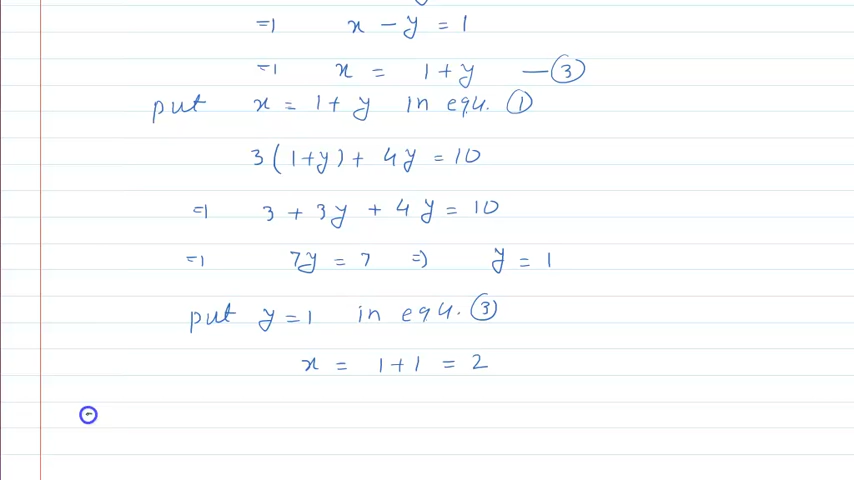 ⇒ x - y = 1
⇒ x = 1 + y — ③
put x = 1 + y in equ. ①
3(1+y) + 4y = 10
⇒ 3 + 3y + 4y = 10
⇒ 7y = 7 ⇒ y = 1
put y = 1 in equ. ③
x = 1 + 1 = 2